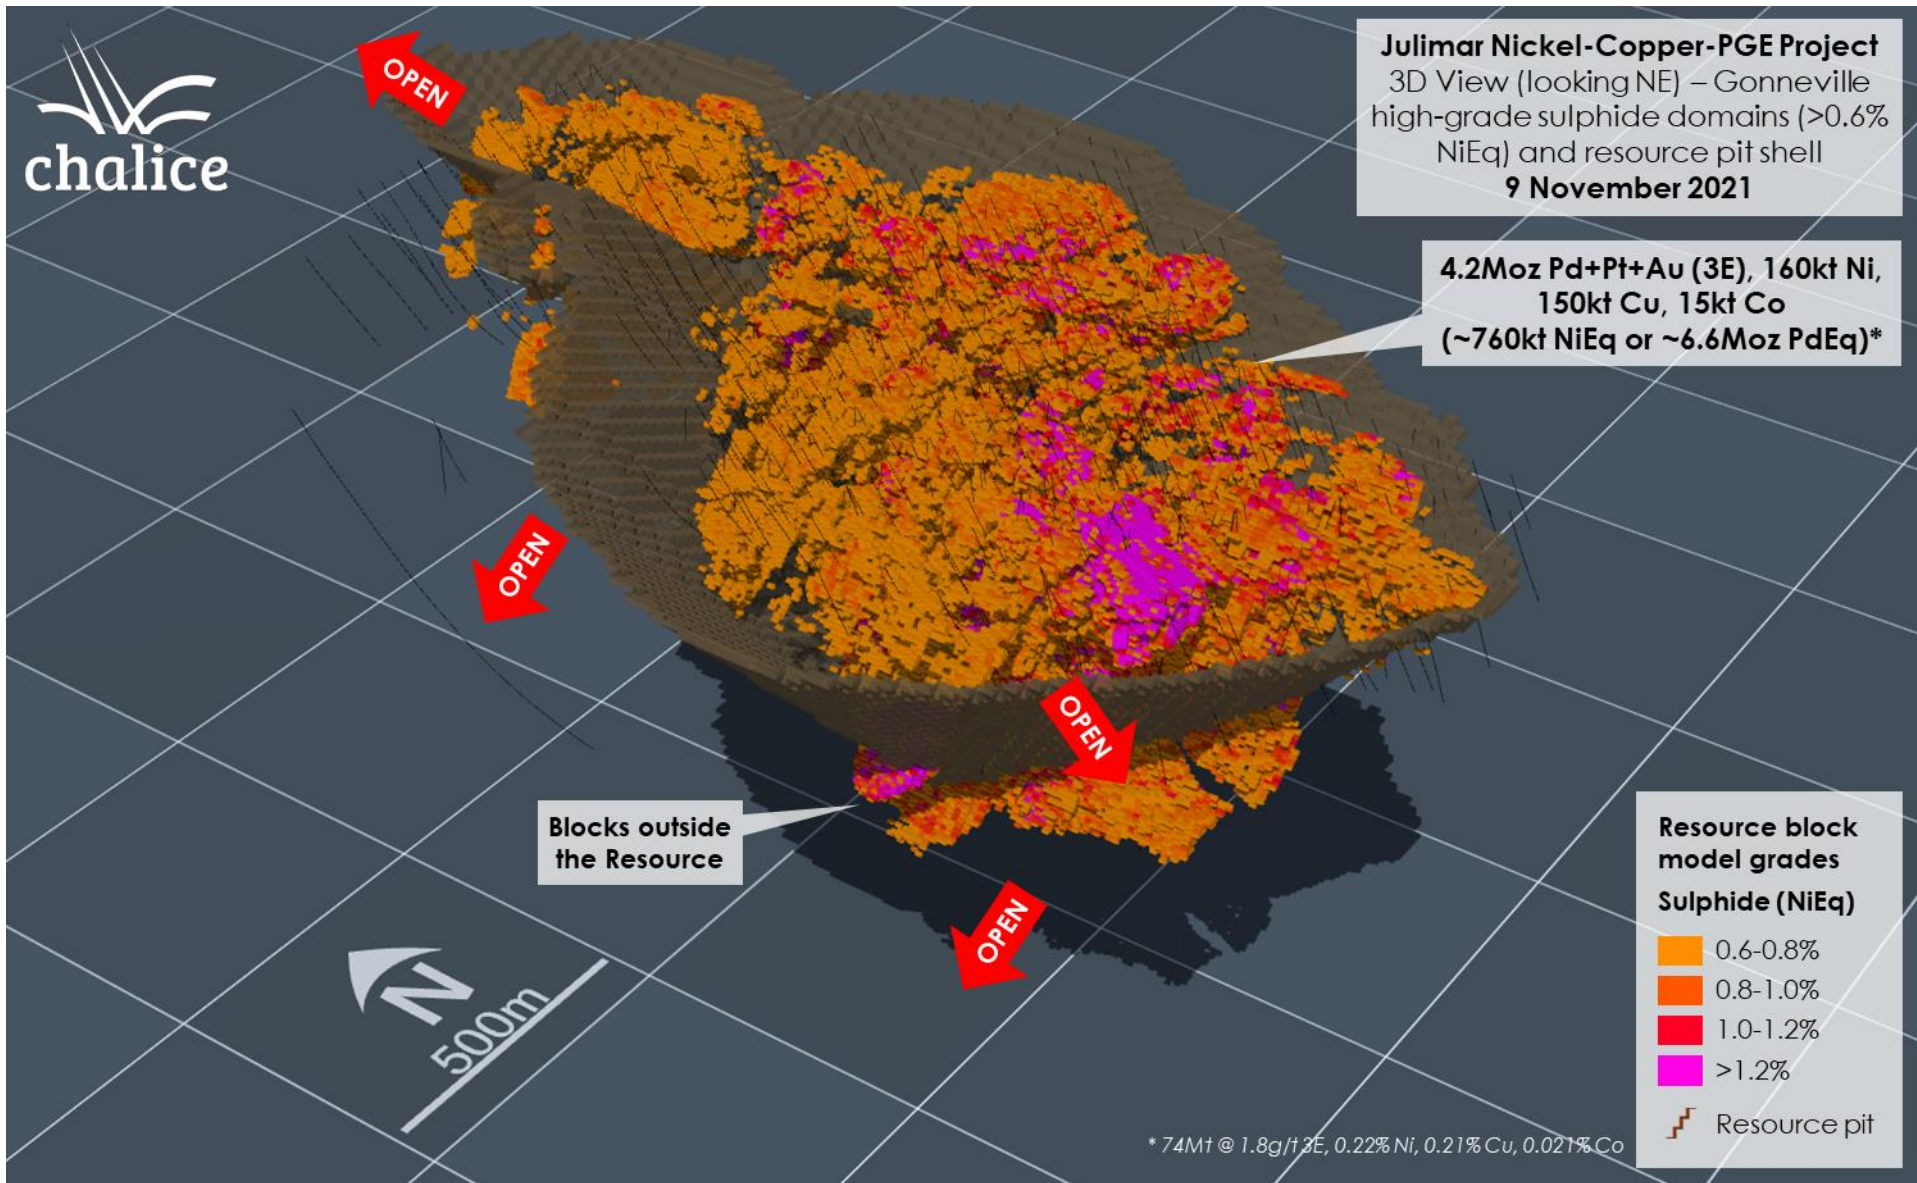 chalice
OPEN
Julimar Nickel-Copper-PGE Project
3D View (looking NE) – Gonneville
high-grade sulphide domains (>0.6%
NiEq) and resource pit shell
9 November 2021
4.2Moz Pd+Pt+Au (3E), 160kt Ni,
150kt Cu, 15kt Co
(~760kt NiEq or ~6.6Moz PdEq)*
OPEN
OPEN
Blocks outside
the Resource
OPEN
N
500m
Resource block
model grades
Sulphide (NiEq)
0.6-0.8%
0.8-1.0%
1.0-1.2%
>1.2%
Resource pit
* 74Mt @ 1.8g/t 3E, 0.22% Ni, 0.21% Cu, 0.021% Co